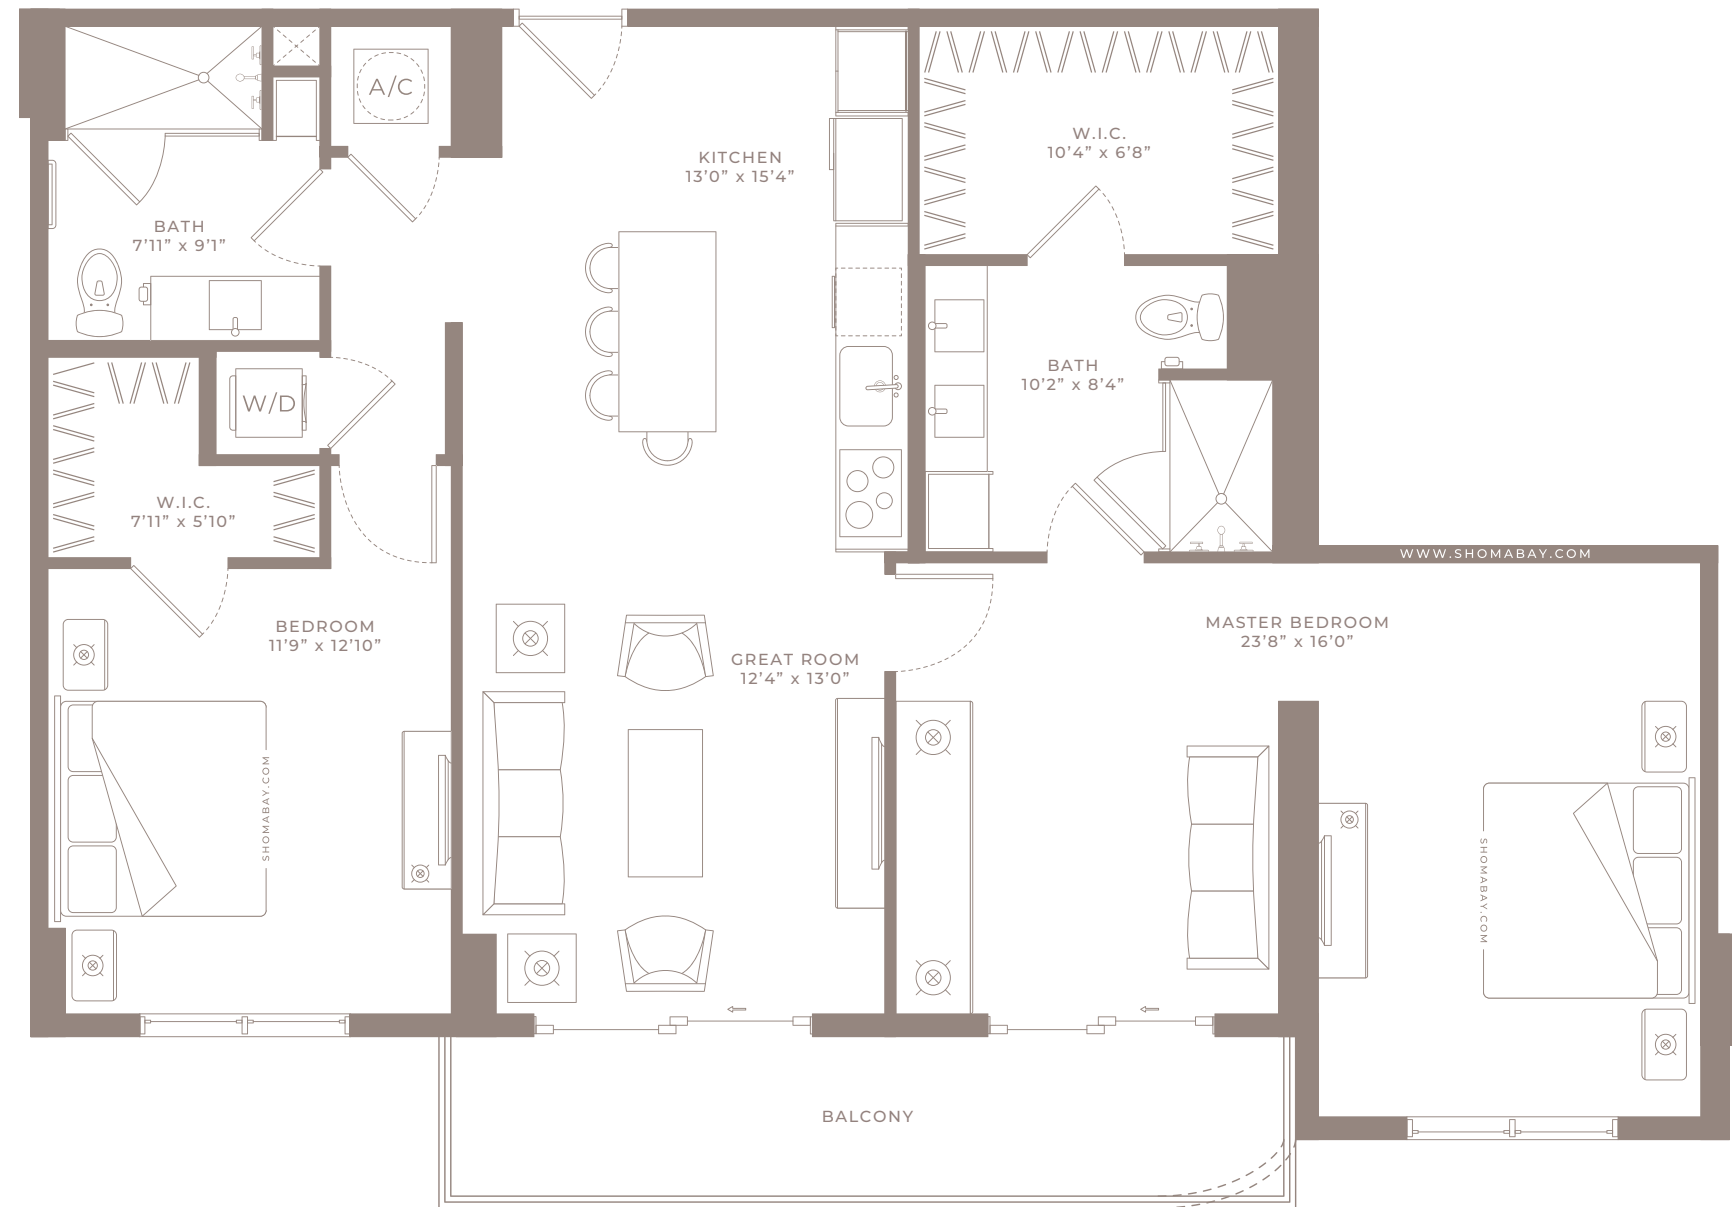 A/C
W.I.C.
10'4" x 6'8"
KITCHEN
13'0" x 15'4"
BATH
7'11" x 9'1"
BATH
10'2" x 8'4"
W/D
W.I.C.
7'11" x 5'10"
WWW.SHOMABAY.COM
BEDROOM
11'9" x 12'10"
MASTER BEDROOM
23'8" x 16'0"
GREAT ROOM
12'4" x 13'0"
SHOMABAY.COM
SHOMABAY.COM
BALCONY